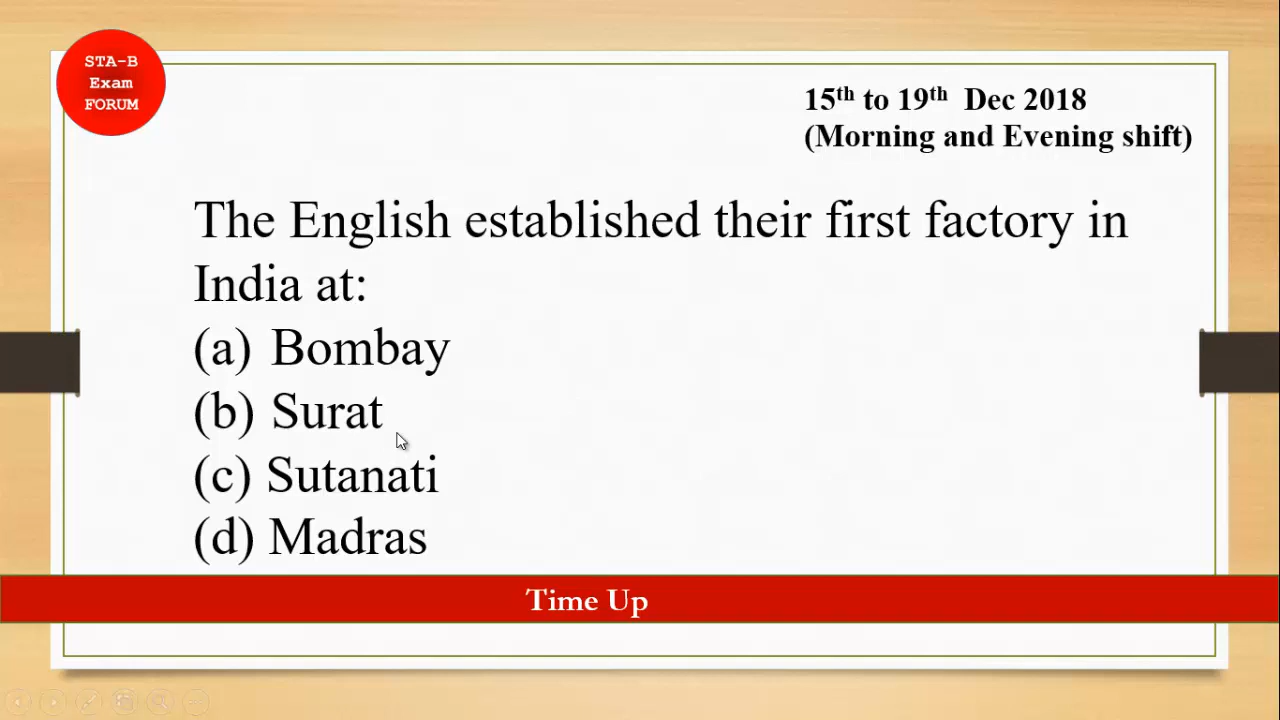 STA-B
Exam
FORUM
15th to 19th Dec 2018
(Morning and Evening shift)
The English established their first factory in
India at:
(a) Bombay
(b) Surat
(c) Sutanati
(d) Madras
Time Up